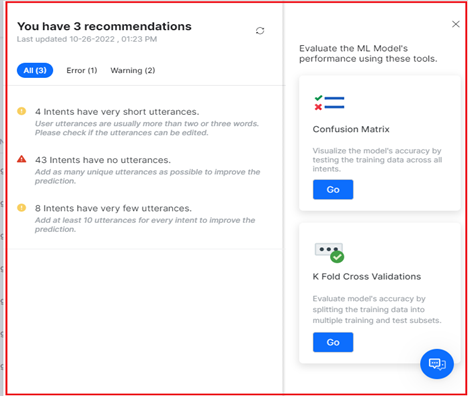 You have 3 recommendations
Last updated 10-26-2022 , 01:23 PM
All (3)
Error (1)
Warning (2)
4 Intents have very short utterances.
User utterances are usually more than two or three words.
Please check if the utterances can be edited.
43 Intents have no utterances.
Add as many unique utterances as possible to improve the
prediction.
8 Intents have very few utterances.
Add at least 10 utterances for every intent to improve the
prediction.
Evaluate the ML Model's
performance using these tools.
Confusion Matrix
Visualize the model's accuracy by
testing the training data across all
intents.
Go
K Fold Cross Validations
Evaluate model's accuracy by
splitting the training data into
multiple training and test subsets.
Go